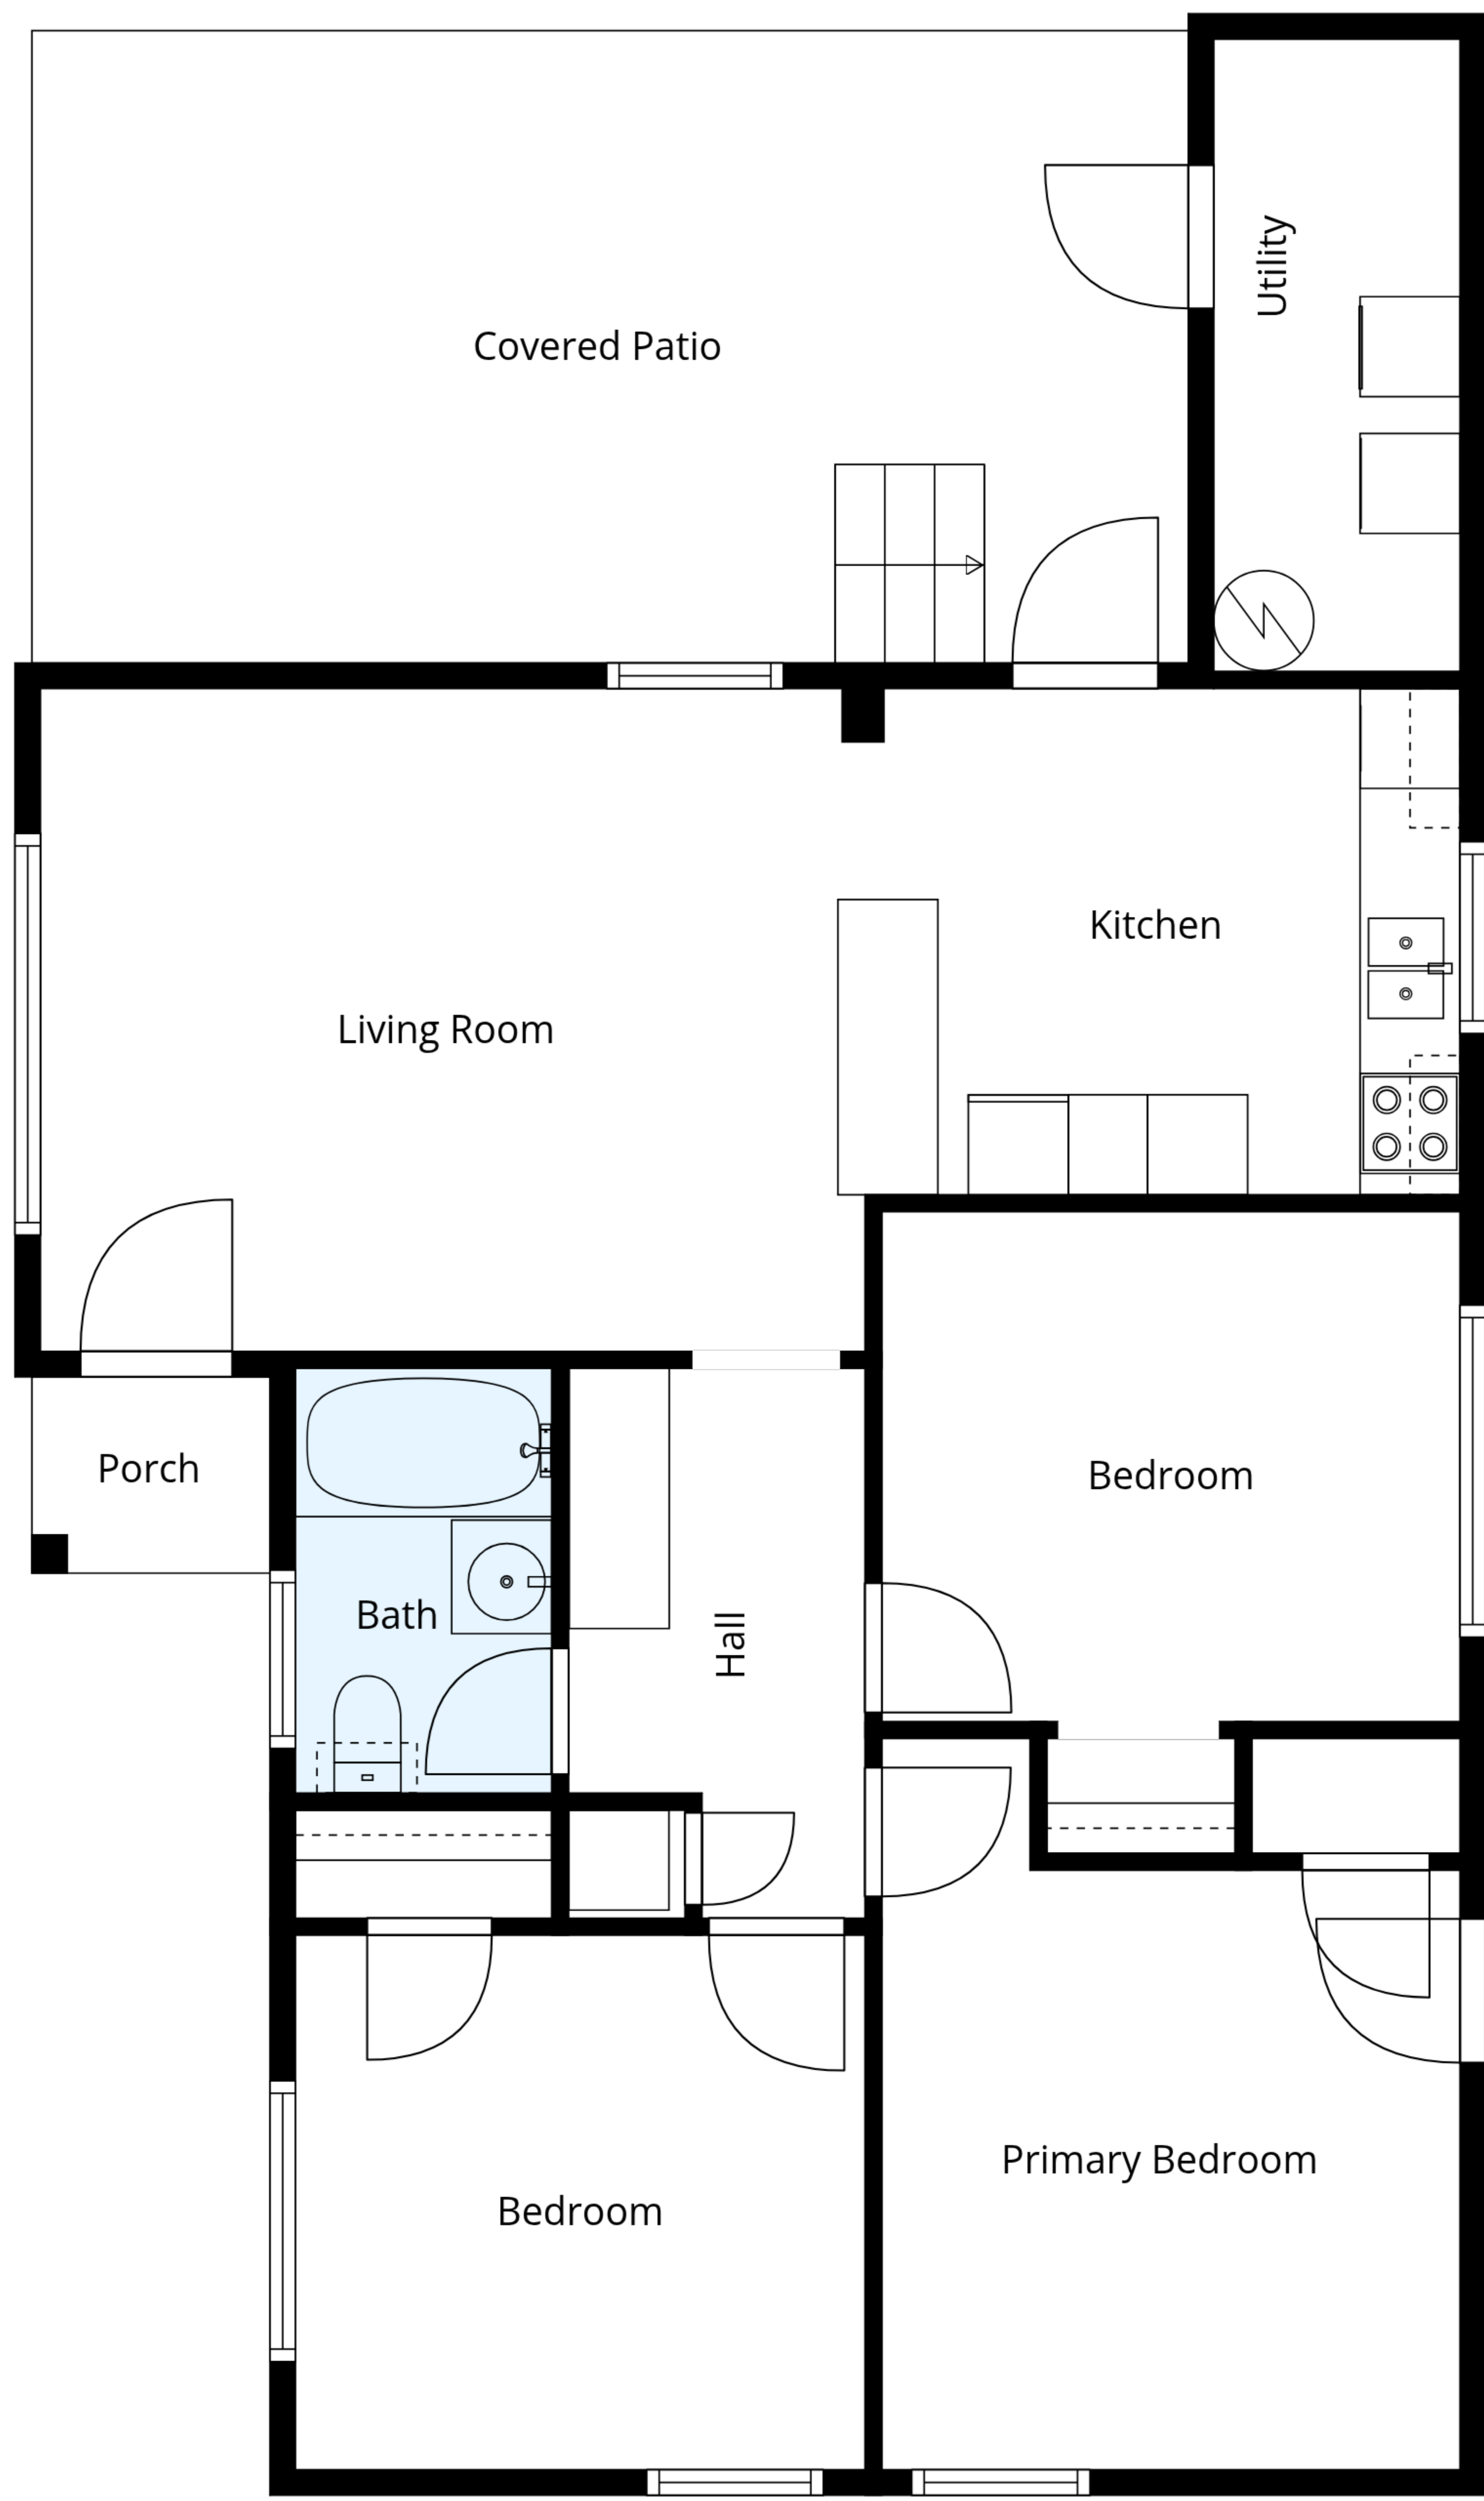 Utility
Covered Patio
Kitchen
Living Room
Porch
Bedroom
Bath
Hall
Primary Bedroom
Bedroom